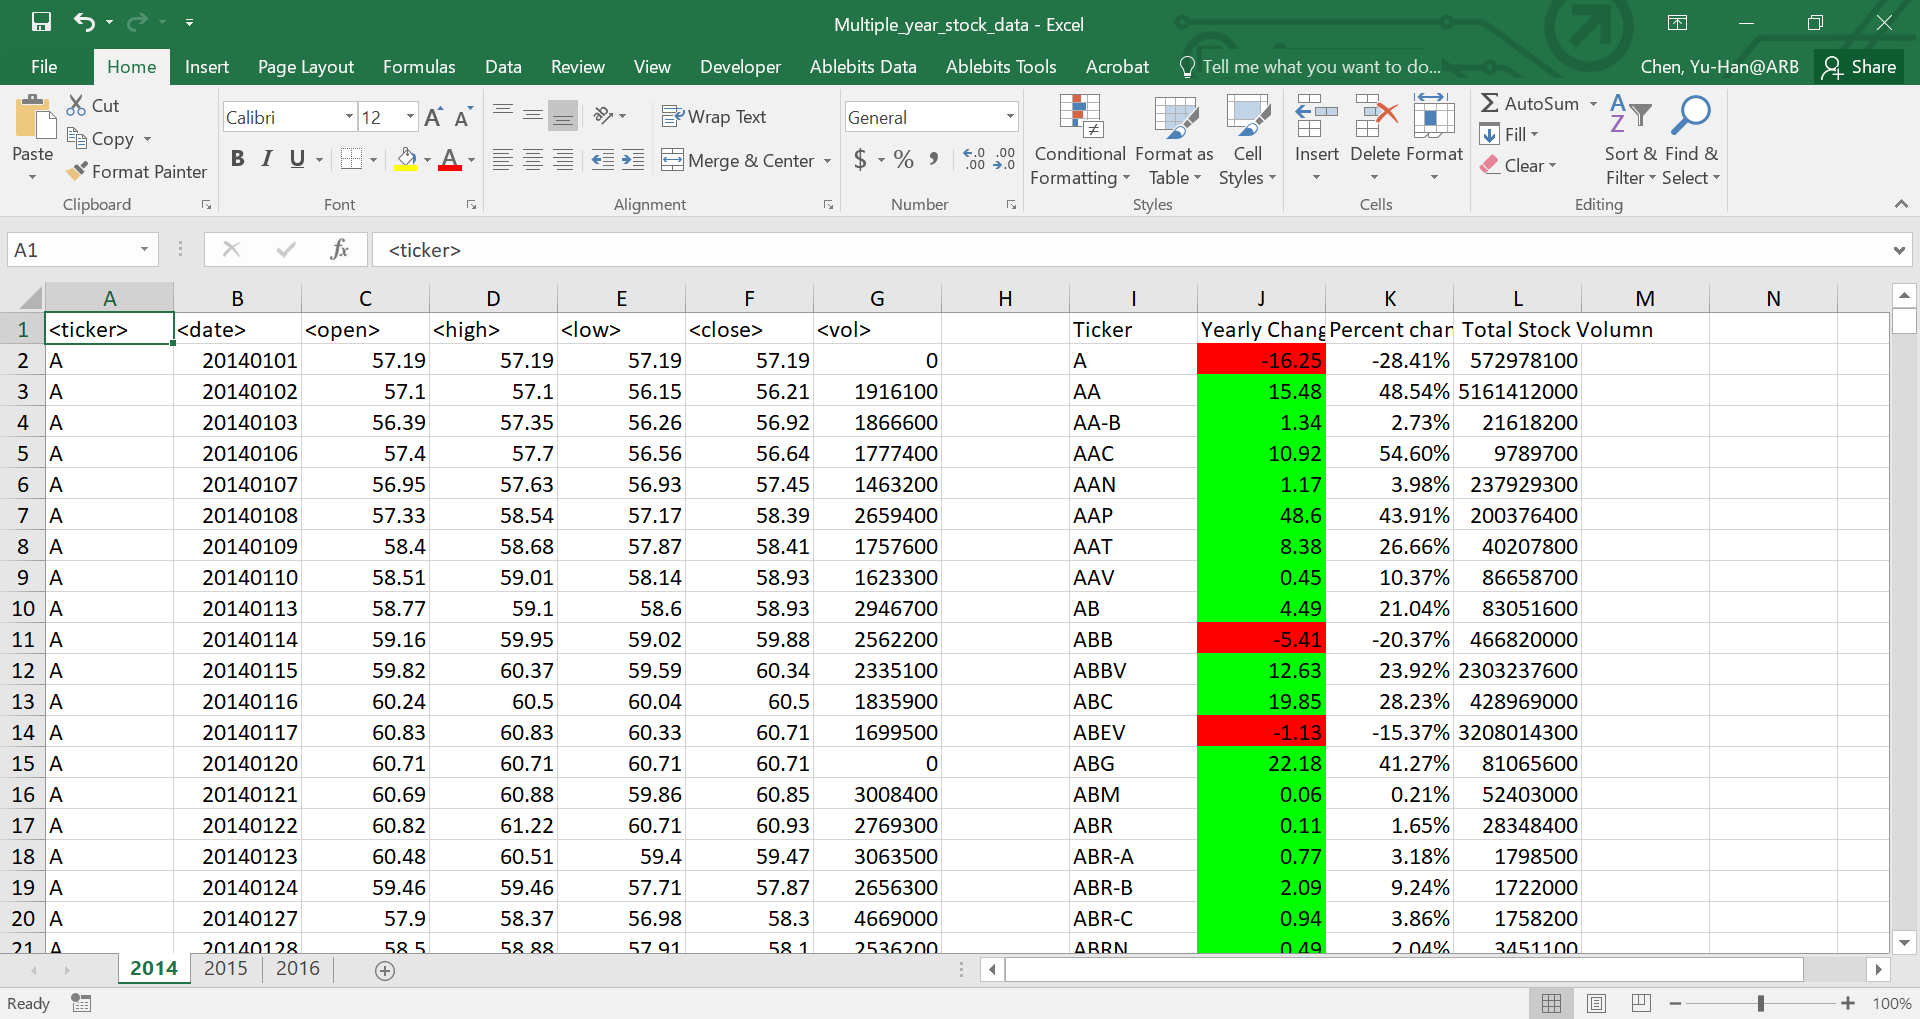 Multiple_year_stock_data - Excel
File Home Insert Page Layout Formulas Data Review View Developer Ablebits Data Ablebits Tools Acrobat Tell me what you want to do... Chen, Yu-Han@ARB Share
Paste
Cut
Copy
Format Painter
Clipboard
Calibri 12
B I U
Font
Wrap Text
Merge & Center
Alignment
General
$ % ,
Number
Conditional Formatting
Format as Table
Cell Styles
Styles
Insert Delete Format
Cells
AutoSum
Fill
Clear
Sort & Filter
Find & Select
Editing
A1 fx <ticker>
A B C D E F G H I J K L M N
1 <ticker> <date> <open> <high> <low> <close> <vol> Ticker Yearly Chang Percent chan Total Stock Volumn
2 A 20140101 57.19 57.19 57.19 57.19 0 A -16.25 -28.41% 572978100
3 A 20140102 57.1 57.1 56.15 56.21 1916100 AA 15.48 48.54% 5161412000
4 A 20140103 56.39 57.35 56.26 56.92 1866600 AA-B 1.34 2.73% 21618200
5 A 20140106 57.4 57.7 56.56 56.64 1777400 AAC 10.92 54.60% 9789700
6 A 20140107 56.95 57.63 56.93 57.45 1463200 AAN 1.17 3.98% 237929300
7 A 20140108 57.33 58.54 57.17 58.39 2659400 AAP 48.6 43.91% 200376400
8 A 20140109 58.4 58.68 57.87 58.41 1757600 AAT 8.38 26.66% 40207800
9 A 20140110 58.51 59.01 58.14 58.93 1623300 AAV 0.45 10.37% 86658700
10 A 20140113 58.77 59.1 58.6 58.93 2946700 AB 4.49 21.04% 83051600
11 A 20140114 59.16 59.95 59.02 59.88 2562200 ABB -5.41 -20.37% 466820000
12 A 20140115 59.82 60.37 59.59 60.34 2335100 ABBV 12.63 23.92% 2303237600
13 A 20140116 60.24 60.5 60.04 60.5 1835900 ABC 19.85 28.23% 428969000
14 A 20140117 60.83 60.83 60.33 60.71 1699500 ABEV -1.13 -15.37% 3208014300
15 A 20140120 60.71 60.71 60.71 60.71 0 ABG 22.18 41.27% 81065600
16 A 20140121 60.69 60.88 59.86 60.85 3008400 ABM 0.06 0.21% 52403000
17 A 20140122 60.82 61.22 60.71 60.93 2769300 ABR 0.11 1.65% 28348400
18 A 20140123 60.48 60.51 59.4 59.47 3063500 ABR-A 0.77 3.18% 1798500
19 A 20140124 59.46 59.46 57.71 57.87 2656300 ABR-B 2.09 9.24% 1722000
20 A 20140127 57.9 58.37 56.98 58.3 4669000 ABR-C 0.94 3.86% 1758200
21 A 20140128 58.5 58.88 57.91 58.1 2536200 ABRN 0.49 2.04% 3451100
2014 2015 2016
Ready 100%